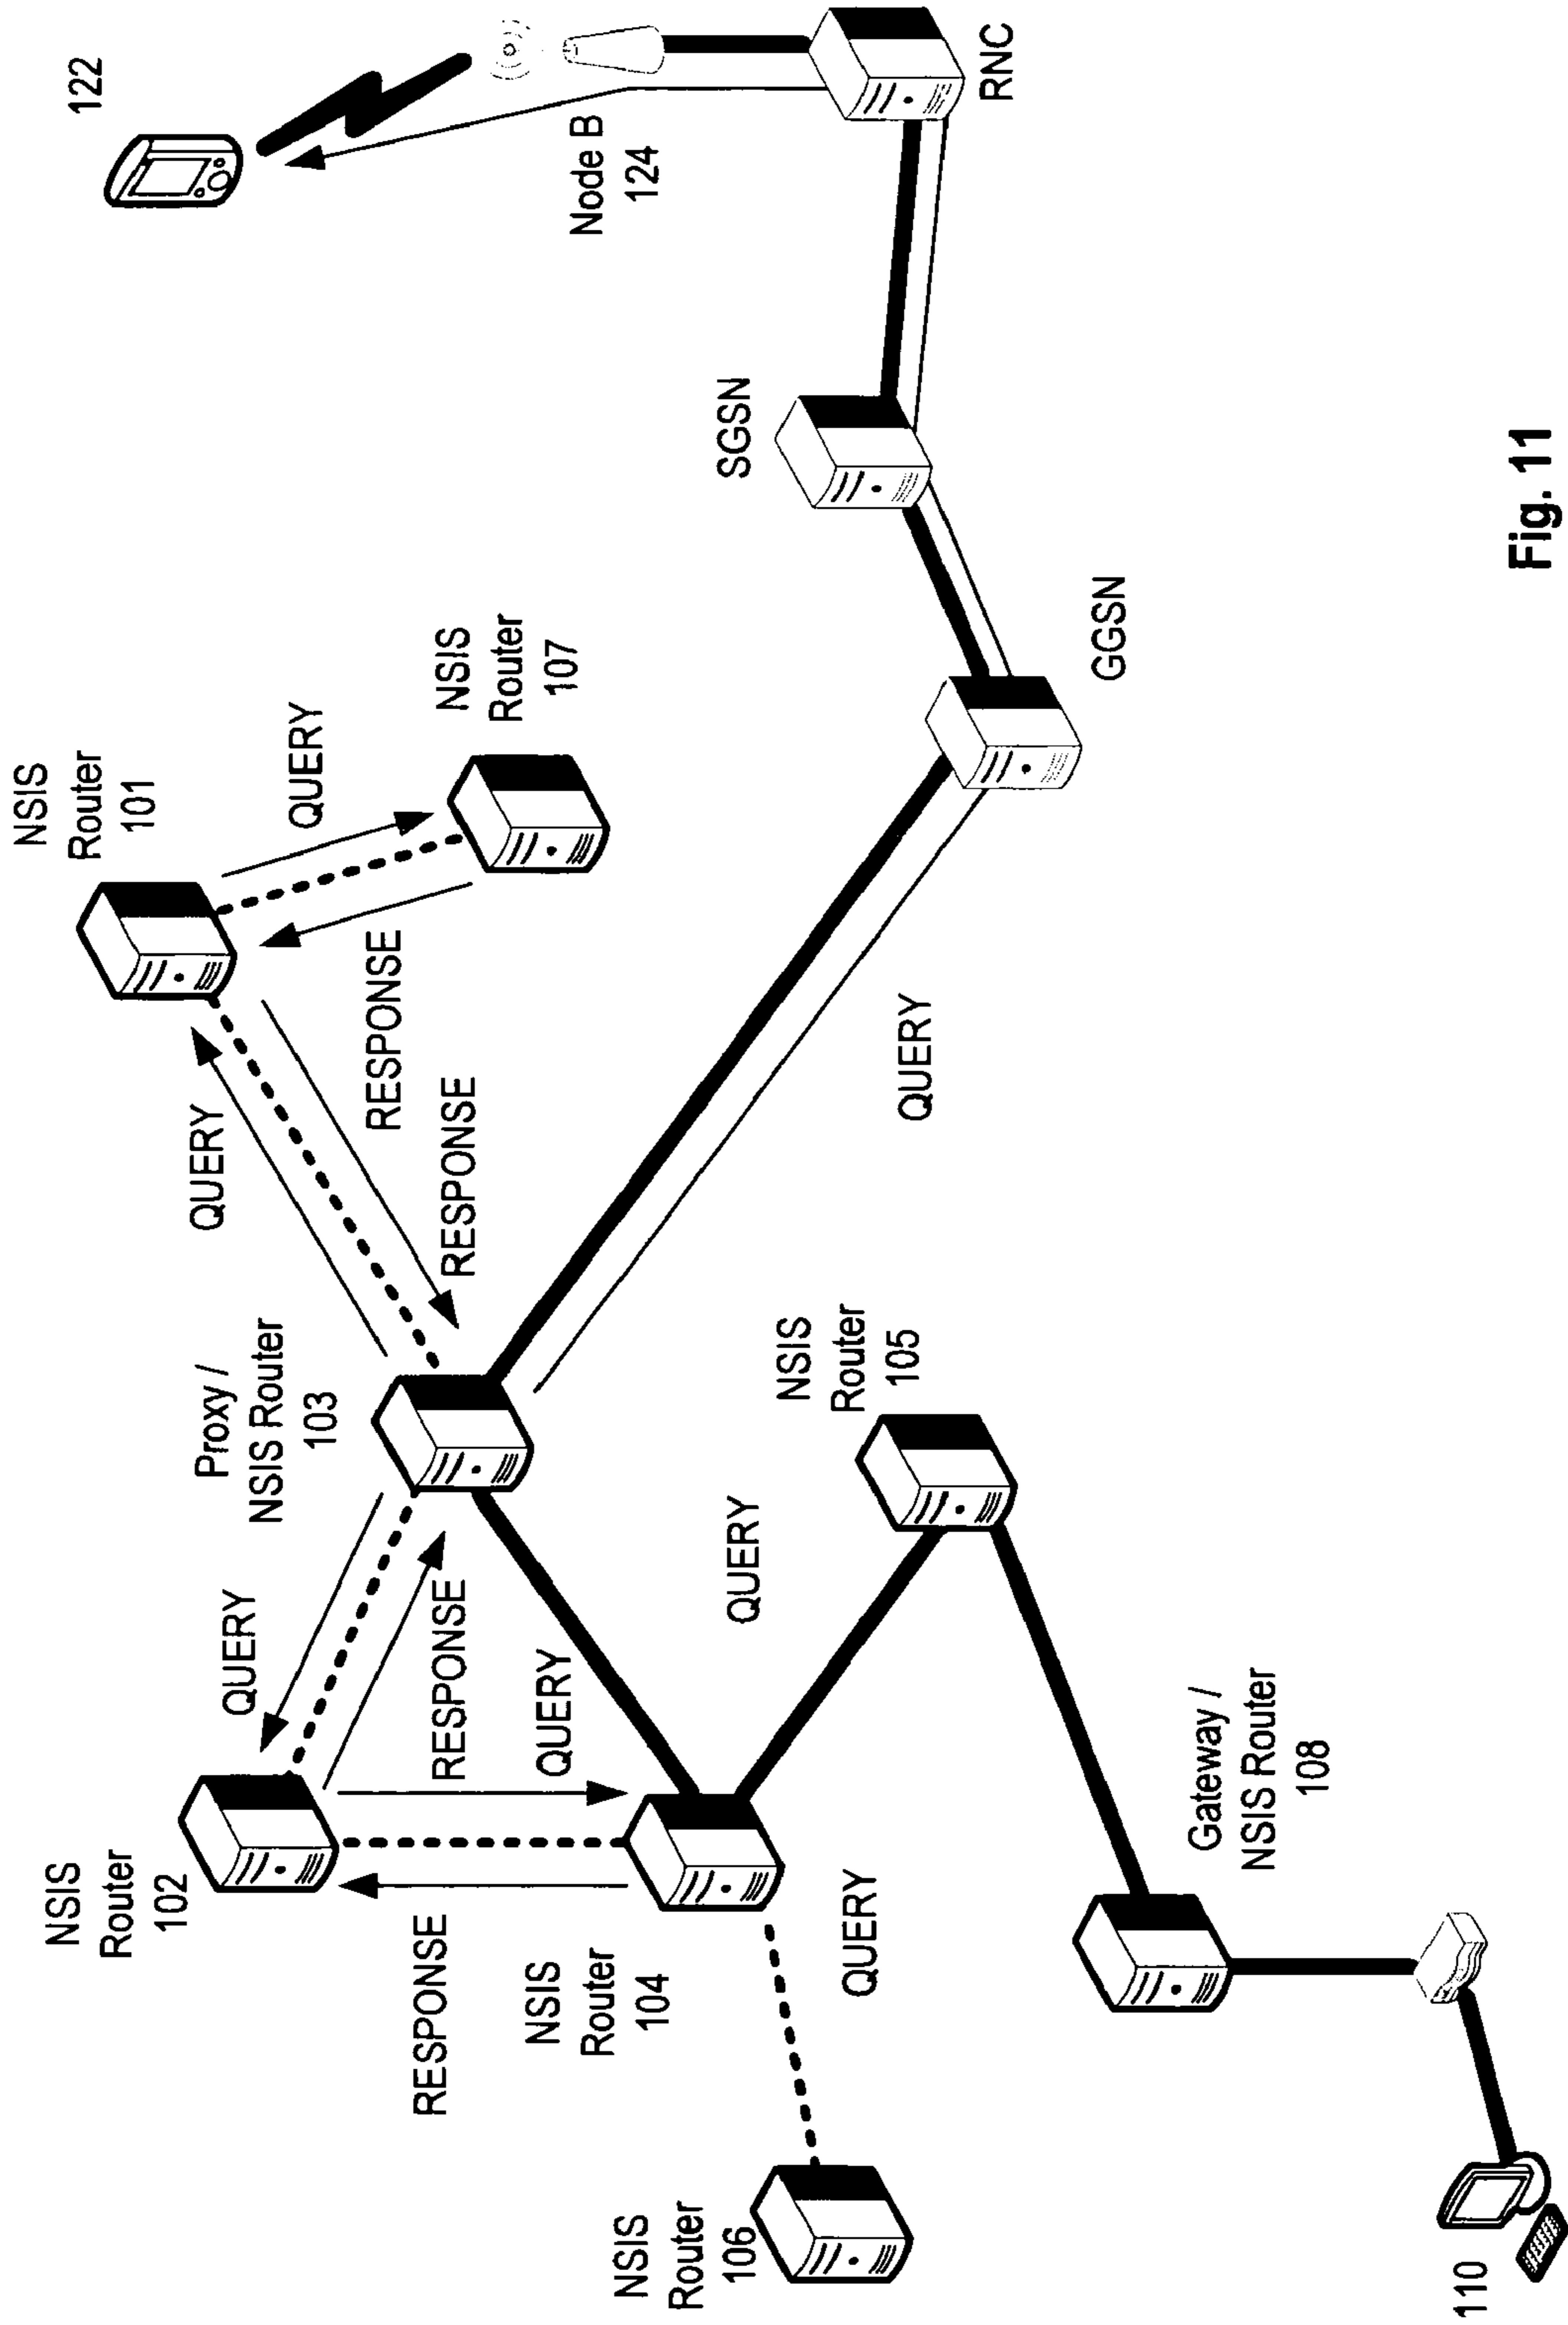 NSIS
Router
101
QUERY
NSIS
Router
107
RESPONSE
QUERY
RESPONSE
Proxy /
NSIS Router
103
QUERY
RESPONSE
QUERY
NSIS
Router
102
RESPONSE
NSIS
Router
104
NSIS
Router
106
122
Node B
124
RNC
SGSN
GGSN
QUERY
NSIS
Router
105
QUERY
QUERY
Gateway /
NSIS Router
108
110
Fig. 11